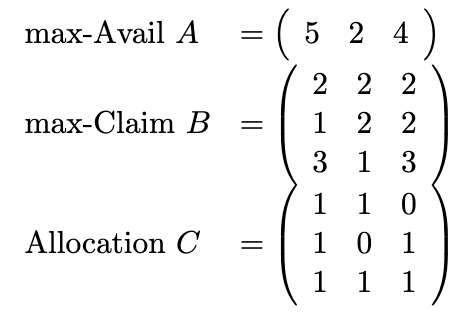 max-Avail A = ( 5 2 4 )
max-Claim B = ( 2 2 2
1 2 2
3 1 3 )
Allocation C = ( 1 1 0
1 0 1
1 1 1 )